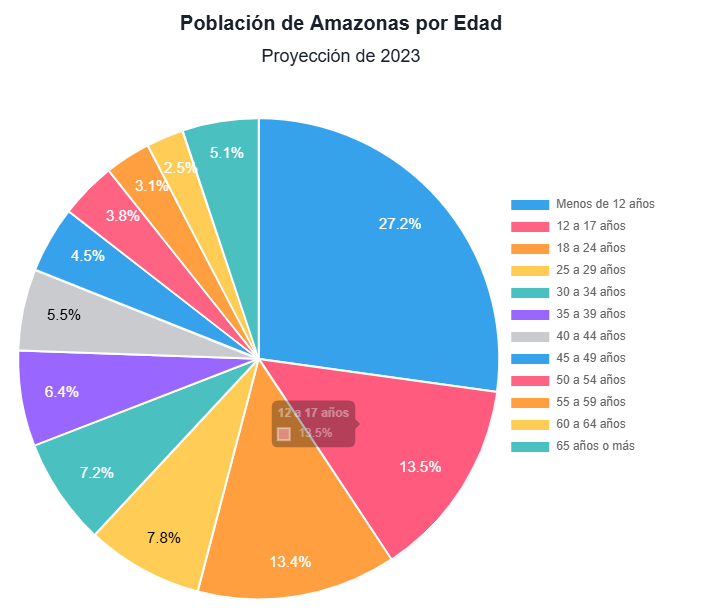 Población de Amazonas por Edad
Proyección de 2023
5.1%
2.5%
3.1%
3.8%
4.5%
5.5%
6.4%
7.2%
7.8%
13.4%
13.5%
27.2%
12 a 17 años
13.5%
Menos de 12 años
12 a 17 años
18 a 24 años
25 a 29 años
30 a 34 años
35 a 39 años
40 a 44 años
45 a 49 años
50 a 54 años
55 a 59 años
60 a 64 años
65 años o más